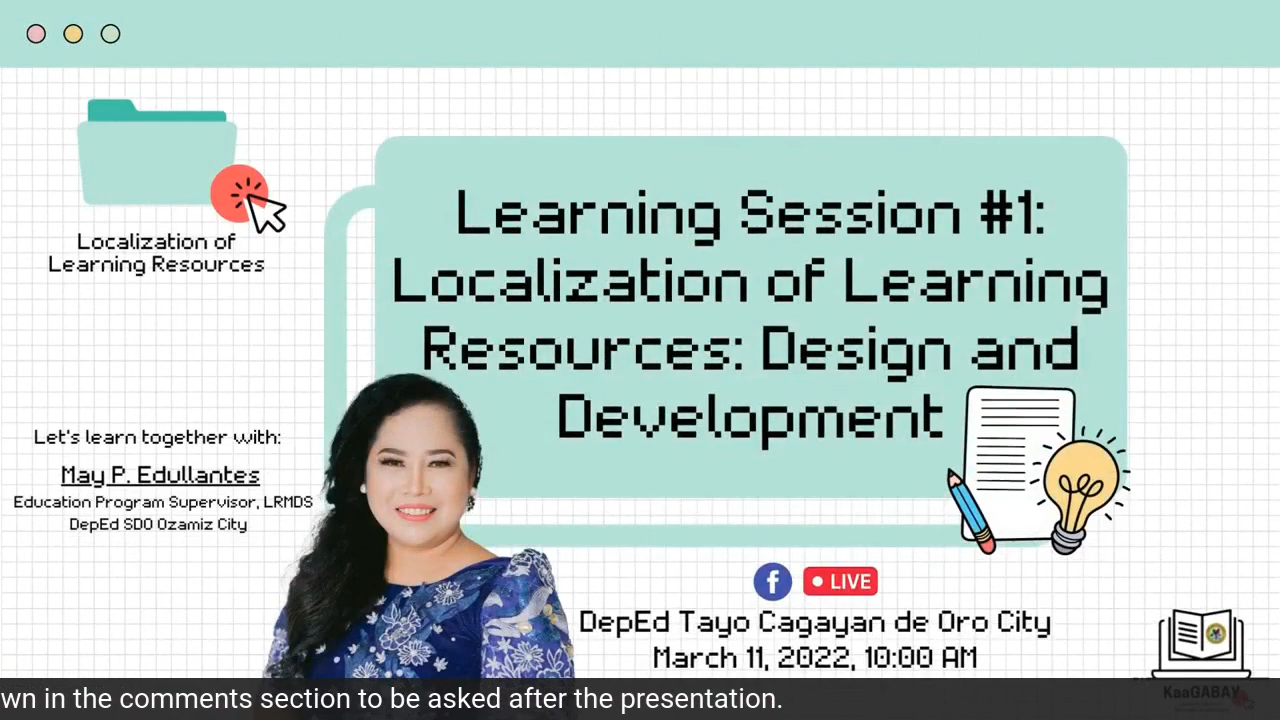 Localization of
Learning Resources
Learning Session #1:
Localization of Learning
Resources: Design and
Development
Let's learn together with:
May P. Edullantes
Education Program Supervisor, LRMDS
DepEd SDO Ozamiz City
f LIVE
DepEd Tayo Cagayan de Oro City
March 11, 2022, 10:00 AM
KaaGABAY
wn in the comments section to be asked after the presentation.